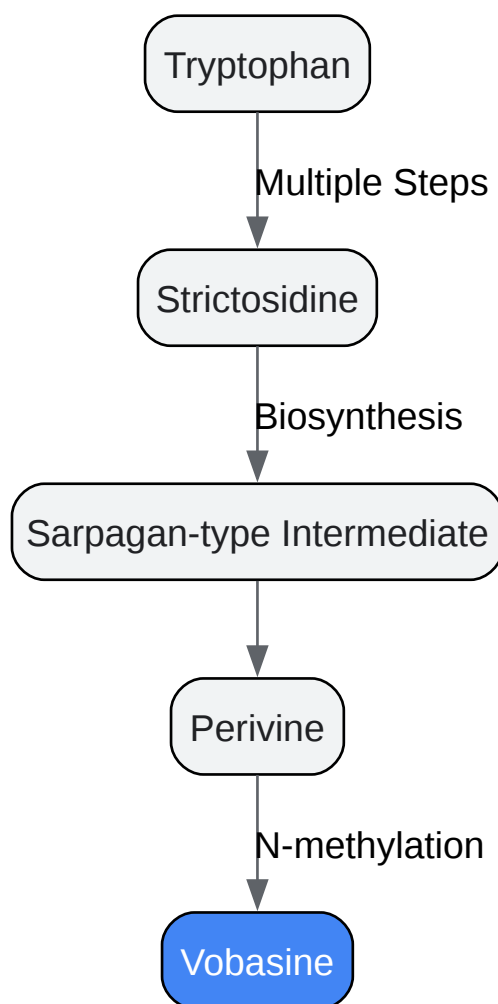 Tryptophan
Multiple Steps
Strictosidine
Biosynthesis
Sarpagan-type Intermediate
Perivine
N-methylation
Vobasine